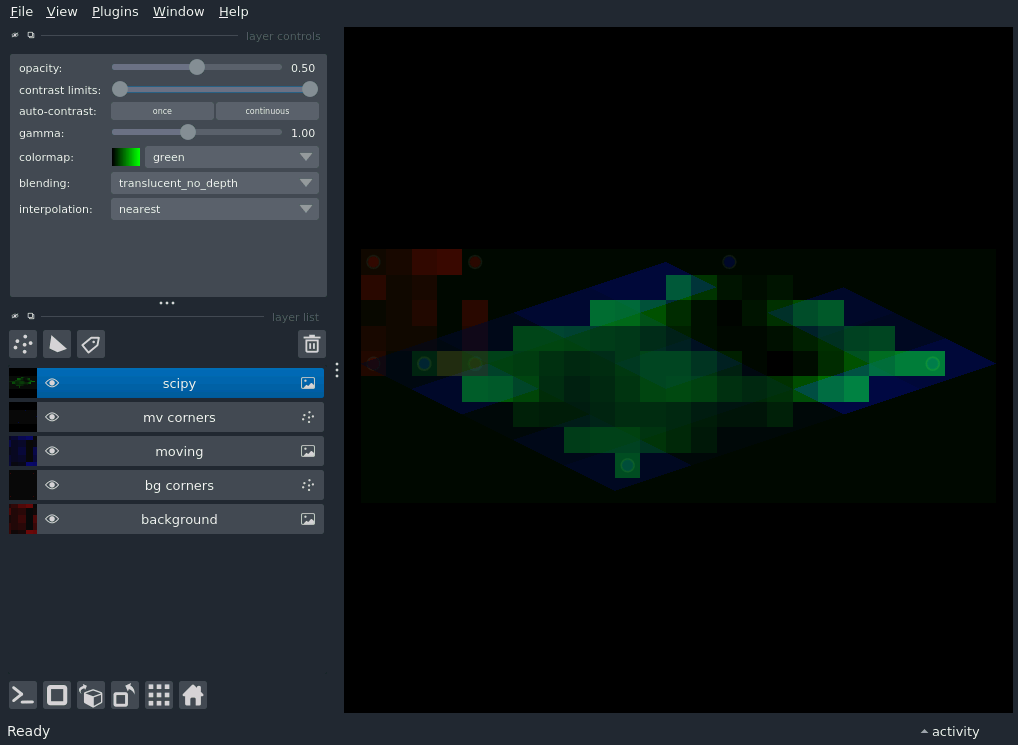 File View Plugins Window Help
layer controls
opacity: 0.50
contrast limits:
auto-contrast: once continuous
gamma: 1.00
colormap: green
blending: translucent_no_depth
interpolation: nearest
layer list
scipy
mv corners
moving
bg corners
background
Ready activity